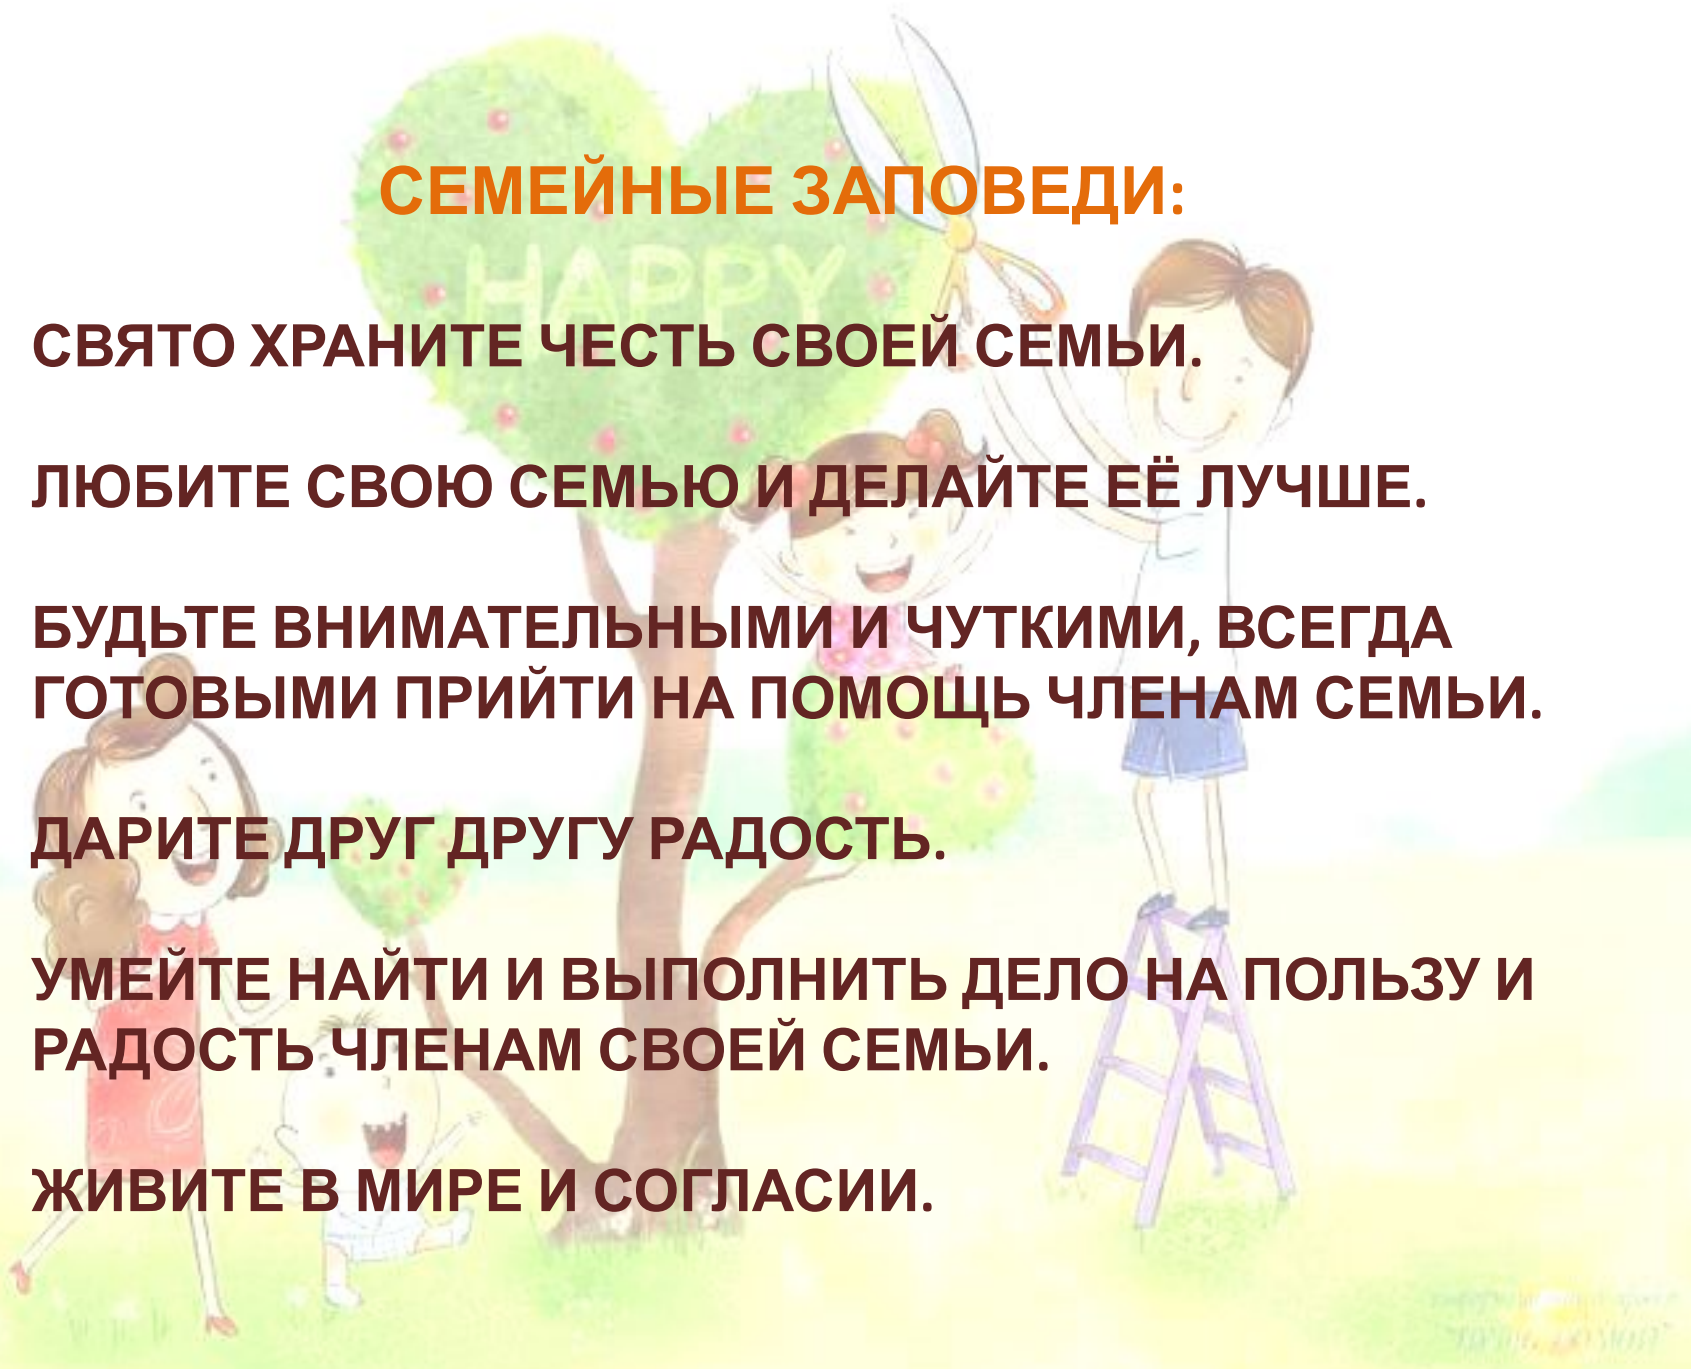 СЕМЕЙНЫЕ ЗАПОВЕДИ:
HAPPY
СВЯТО ХРАНИТЕ ЧЕСТЬ СВОЕЙ СЕМЬИ.
ЛЮБИТЕ СВОЮ СЕМЬЮ И ДЕЛАЙТЕ ЕЁ ЛУЧШЕ.
БУДЬТЕ ВНИМАТЕЛЬНЫМИ И ЧУТКИМИ, ВСЕГДА
ГОТОВЫМИ ПРИЙТИ НА ПОМОЩЬ ЧЛЕНАМ СЕМЬИ.
ДАРИТЕ ДРУГ ДРУГУ РАДОСТЬ.
УМЕЙТЕ НАЙТИ И ВЫПОЛНИТЬ ДЕЛО НА ПОЛЬЗУ И
РАДОСТЬ ЧЛЕНАМ СВОЕЙ СЕМЬИ.
ЖИВИТЕ В МИРЕ И СОГЛАСИИ.